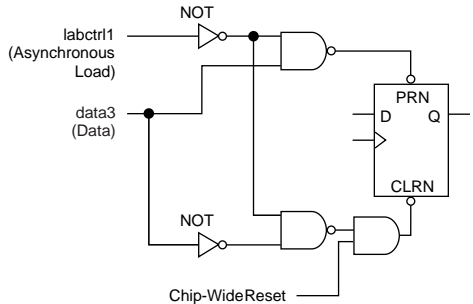 NOT
labctrl1
(Asynchronous
Load)
PRN
data3
(Data)
D
Q
CLRN
NOT
Chip-Wide Reset